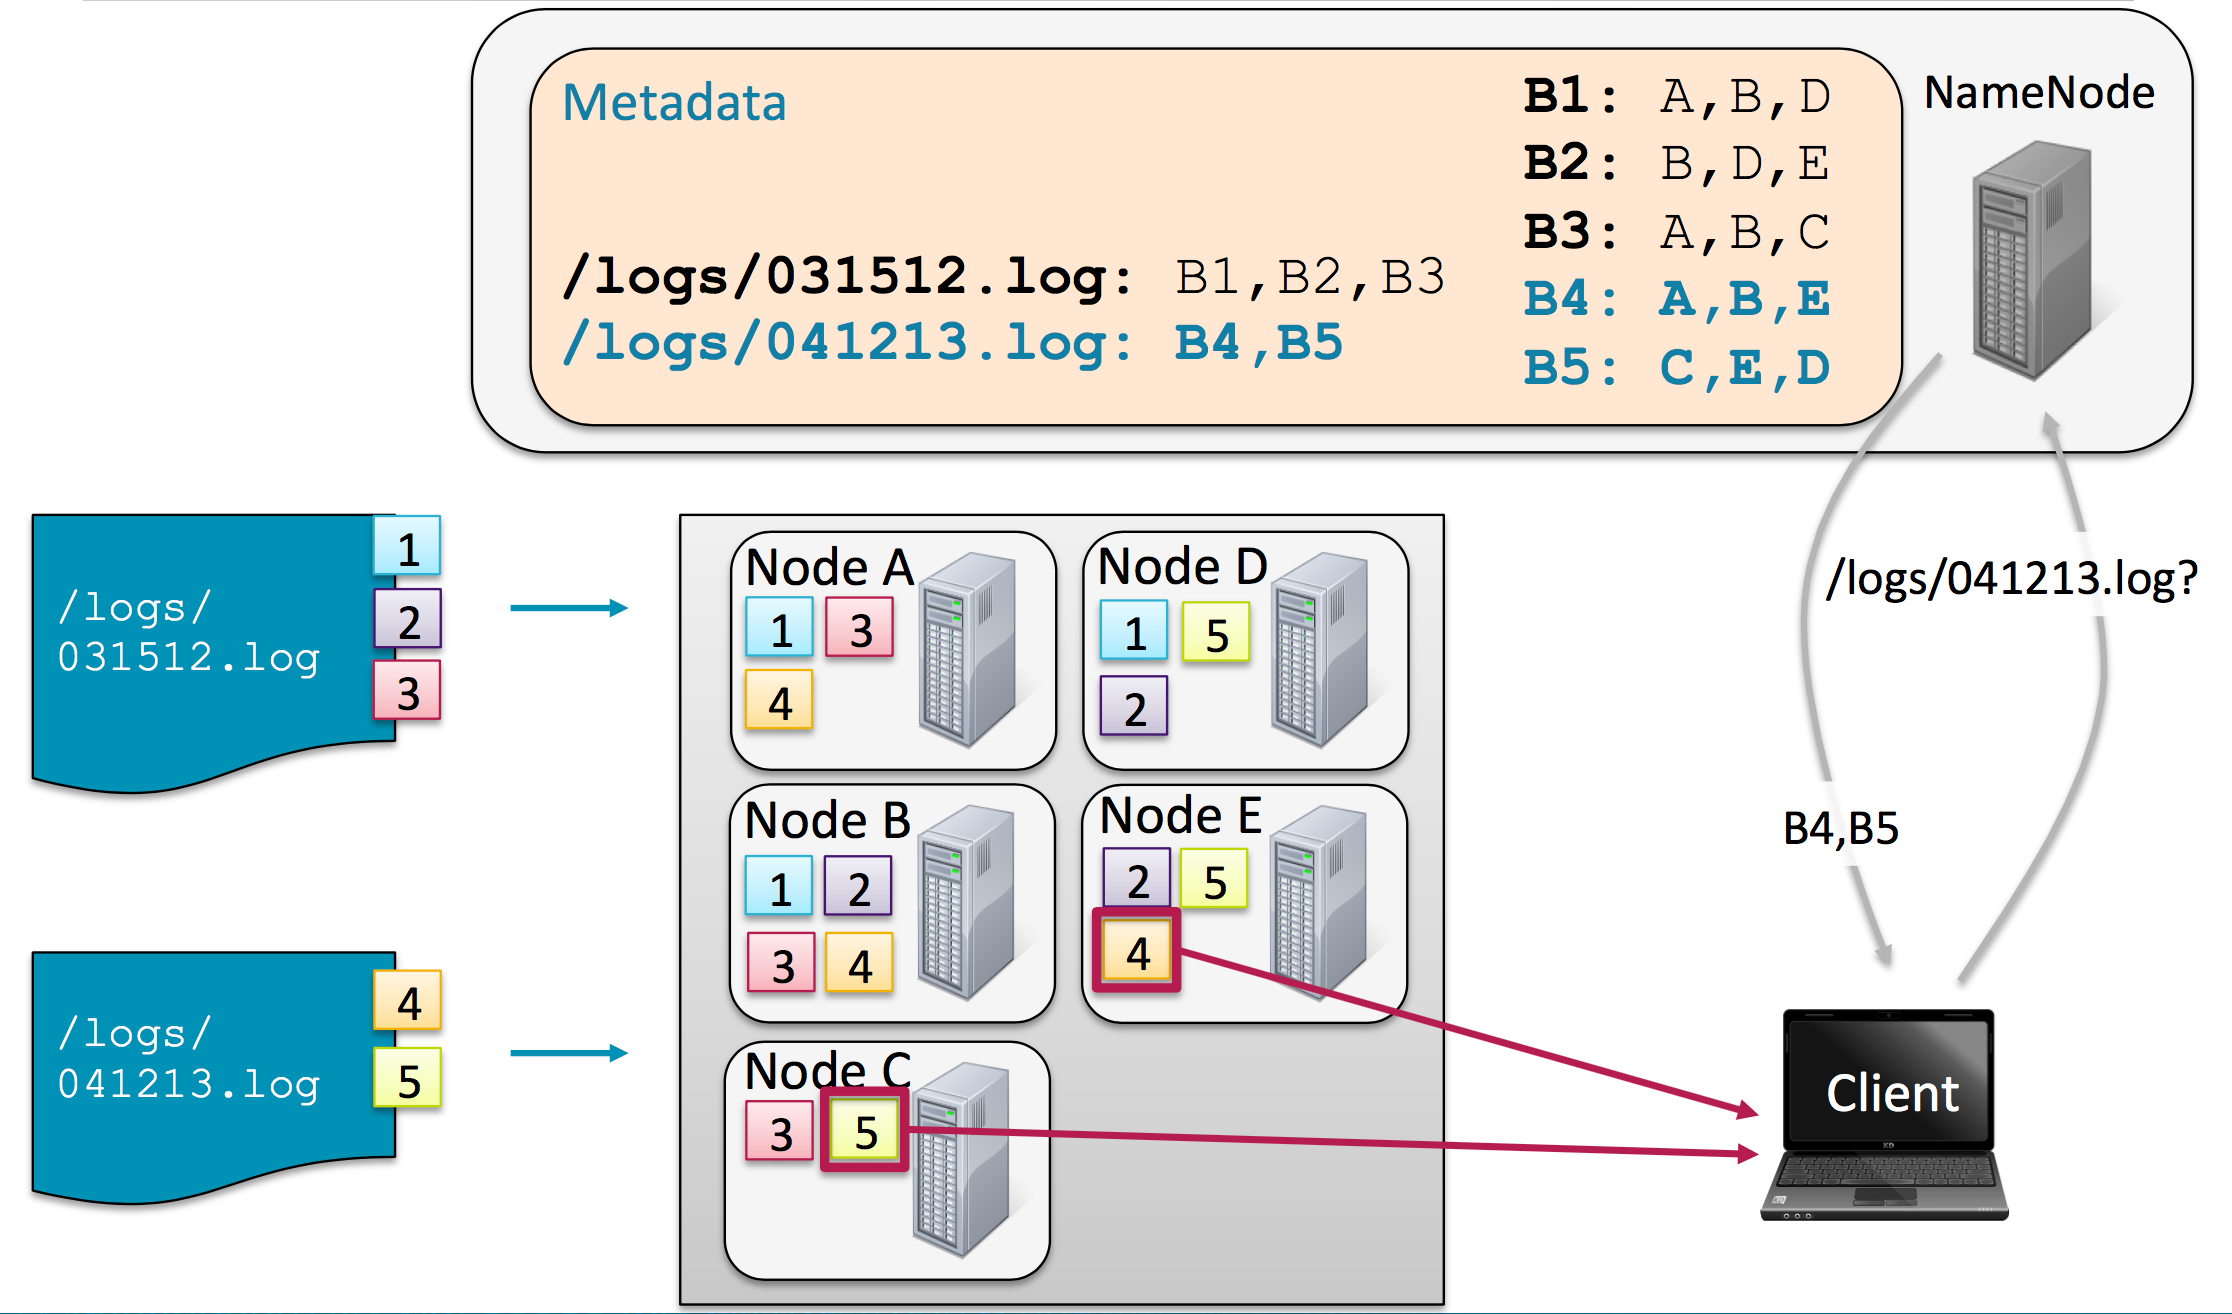 Metadata
NameNode
B1: A,B,D
B2: B,D,E
B3: A,B,C
B4: A,B,E
B5: C,E,D
/logs/031512.log: B1,B2,B3
/logs/041213.log: B4,B5
/logs/
031512.log
1
2
3
/logs/
041213.log
4
5
Node A
1 3
4
Node D
1 5
2
Node B
1 2
3 4
Node E
2 5
4
Node C
3 5
/logs/041213.log?
B4,B5
Client